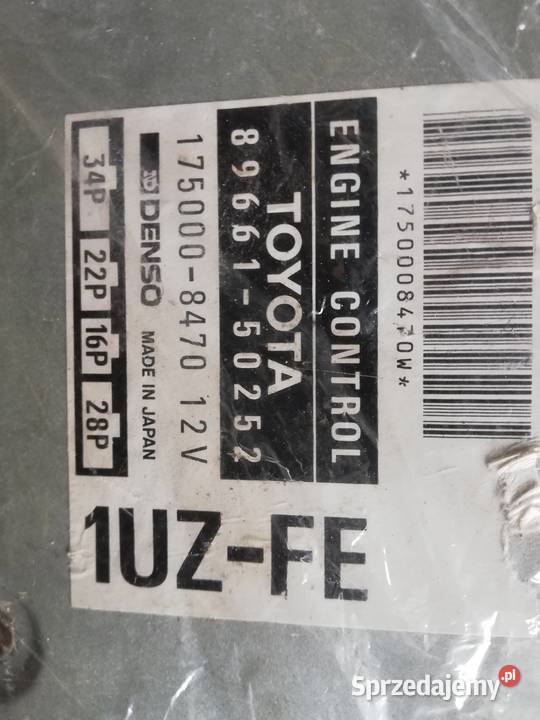 *1750008470W*
ENGINE CONTROL
TOYOTA
89661-50252
175000-8470 12V
DENSO MADE IN JAPAN
34P 22P 16P 28P
1UZ-FE
Sprzedajemy.pl